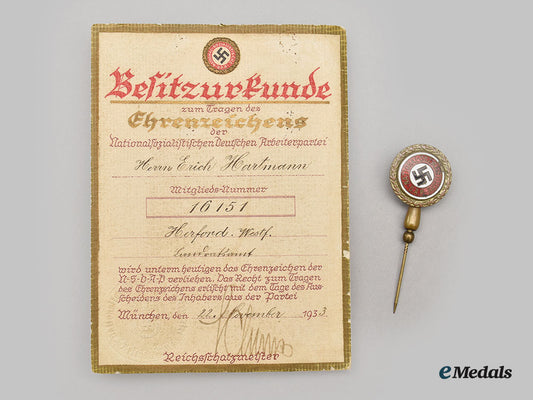 Besitzurkunde
zum Tragen des
Ehrenzeichens
der
Nationalsozialistischen Deutschen Arbeiterpartei
Herrn Erich Hartmann
Mitglieds-Nummer
16151
Herford. Westf.
wird unterm heutigen das Ehrenzeichen der
N·S·D·A·P verliehen. Das Recht zum Tragen
des Ehrenzeichens erlischt mit dem Tage des Aus-
scheidens des Inhabers aus der Partei
München, den November 1933
Reichsschatzmeister
eMedals